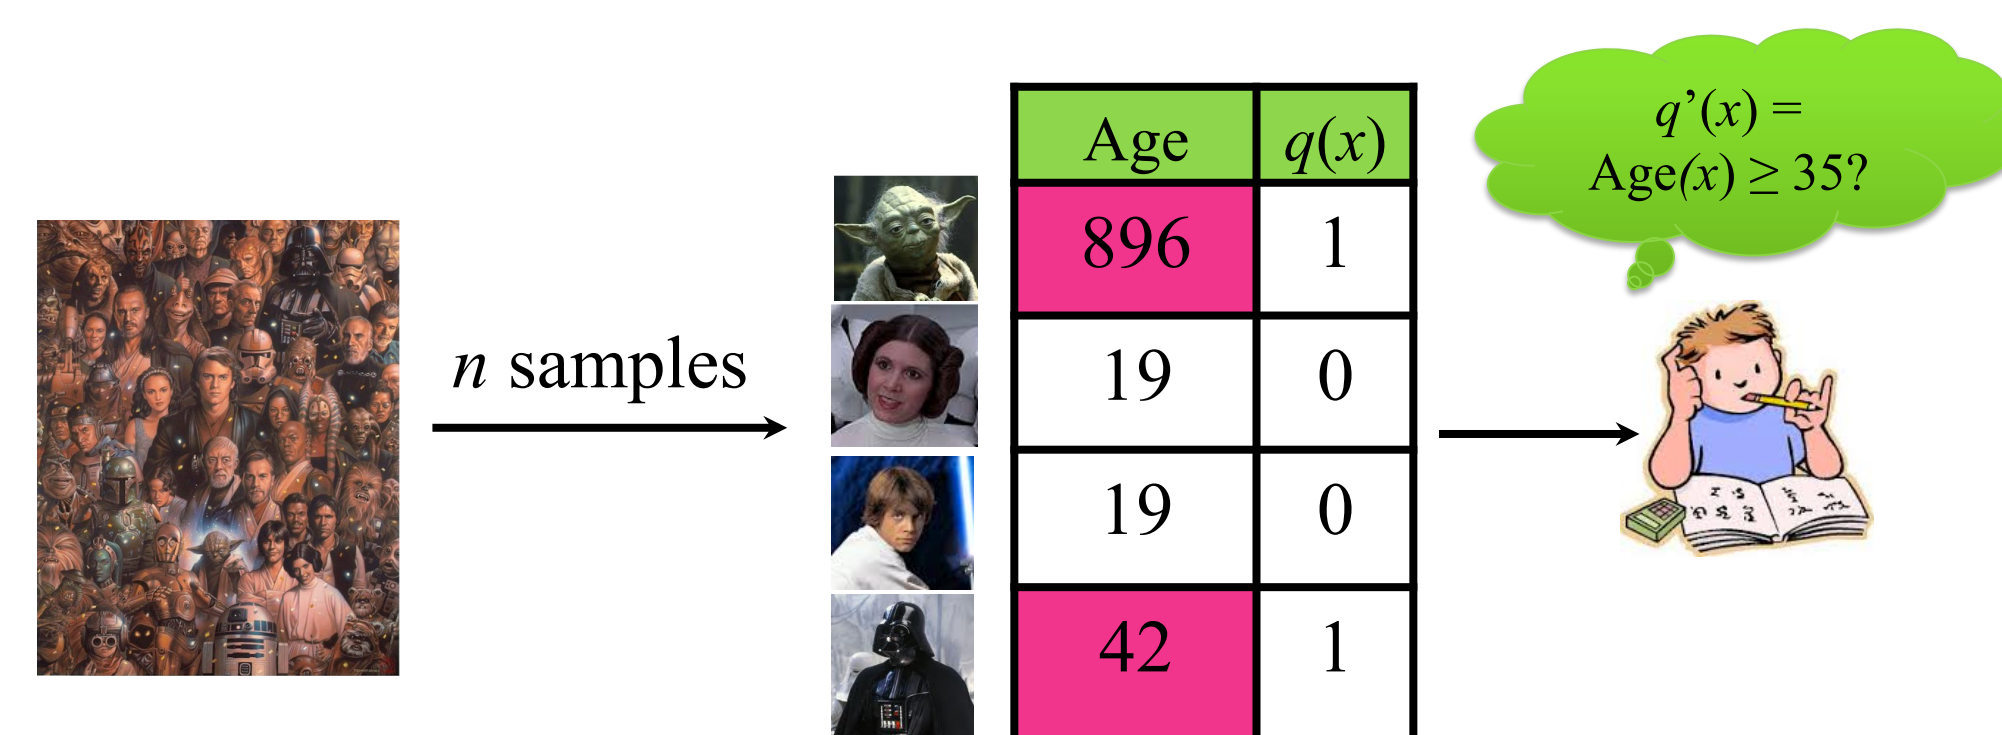 n samples
Age q(x)
896 1
19 0
19 0
42 1
q’(x) =
Age(x) ≥ 35?